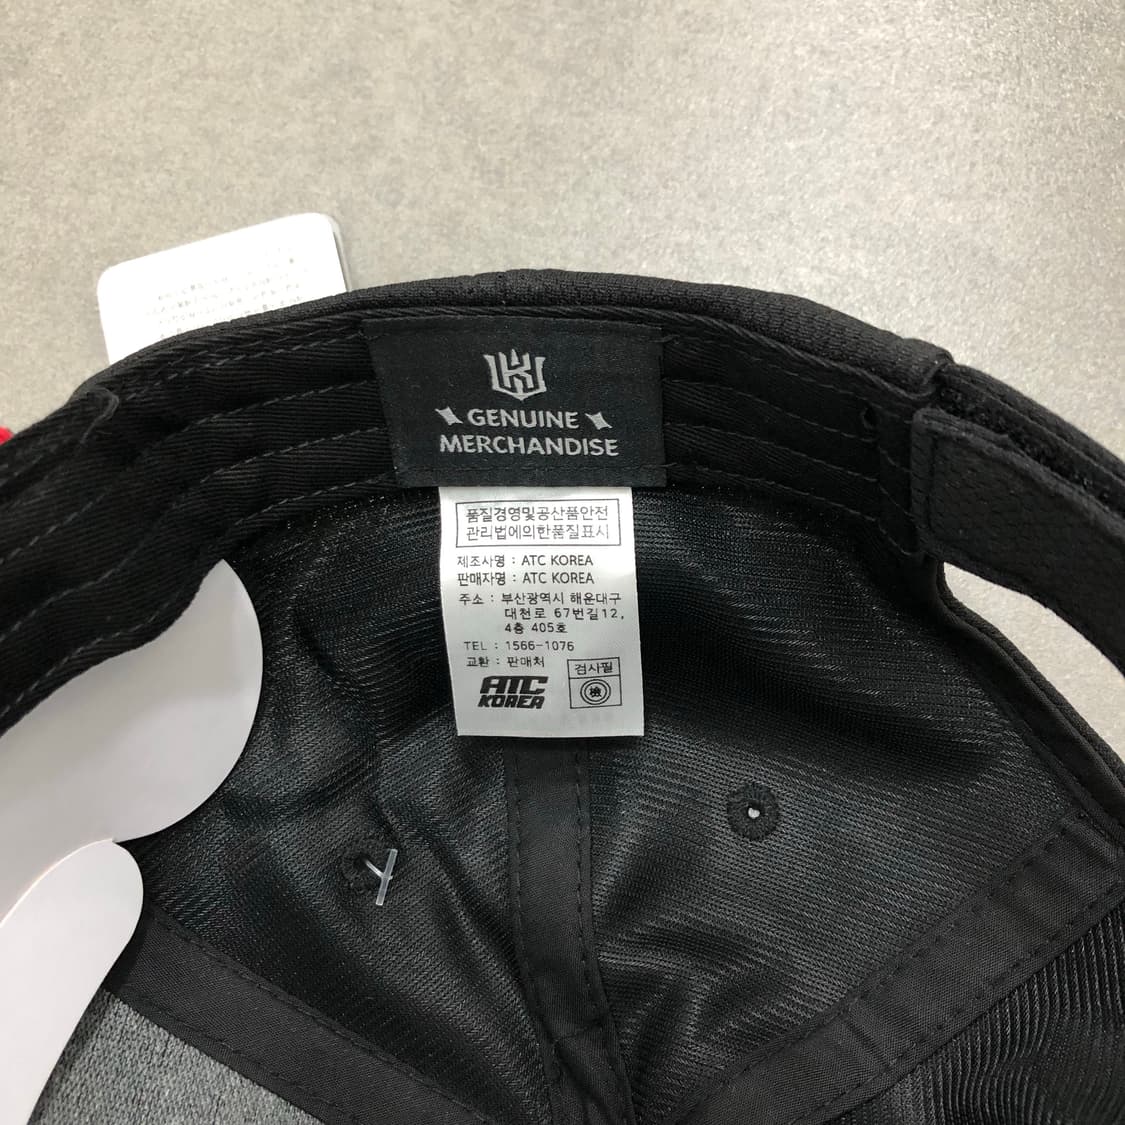 GENUINE
MERCHANDISE
품질경영및공산품안전
관리법에의한품질표시
제조사명 : ATC KOREA
판매자명 : ATC KOREA
주소 : 부산광역시 해운대구
대천로 67번길12,
4층 405호
TEL : 1566-1076
교환 : 판매처
검사필
檢
ATC
KOREA